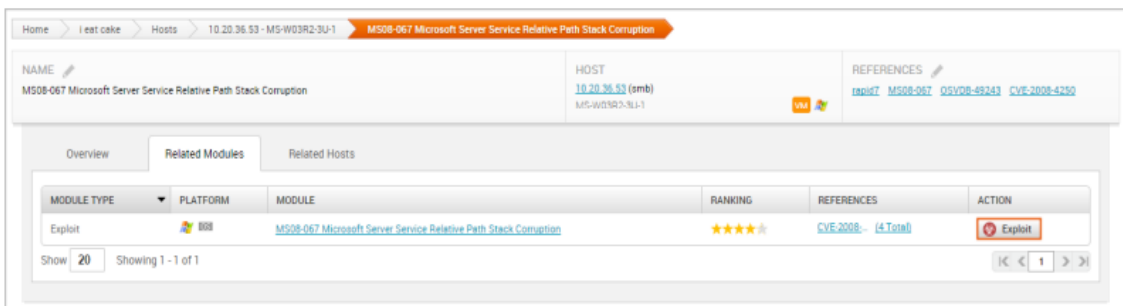 Home I eat cake Hosts 10.20.36.53 - MS-W03R2-3U-1 MS08-067 Microsoft Server Service Relative Path Stack Corruption
NAME HOST REFERENCES
MS08-067 Microsoft Server Service Relative Path Stack Corruption 10.20.36.53 (smb) rapid7 MS08-067 OSVDB-49243 CVE-2008-4250
MS-W03R2-3U-1 VM
Overview Related Modules Related Hosts
MODULE TYPE PLATFORM MODULE RANKING REFERENCES ACTION
Exploit MS08-067 Microsoft Server Service Relative Path Stack Corruption CVE-2008-.. (4 Total) Exploit
Show 20 Showing 1 - 1 of 1 1